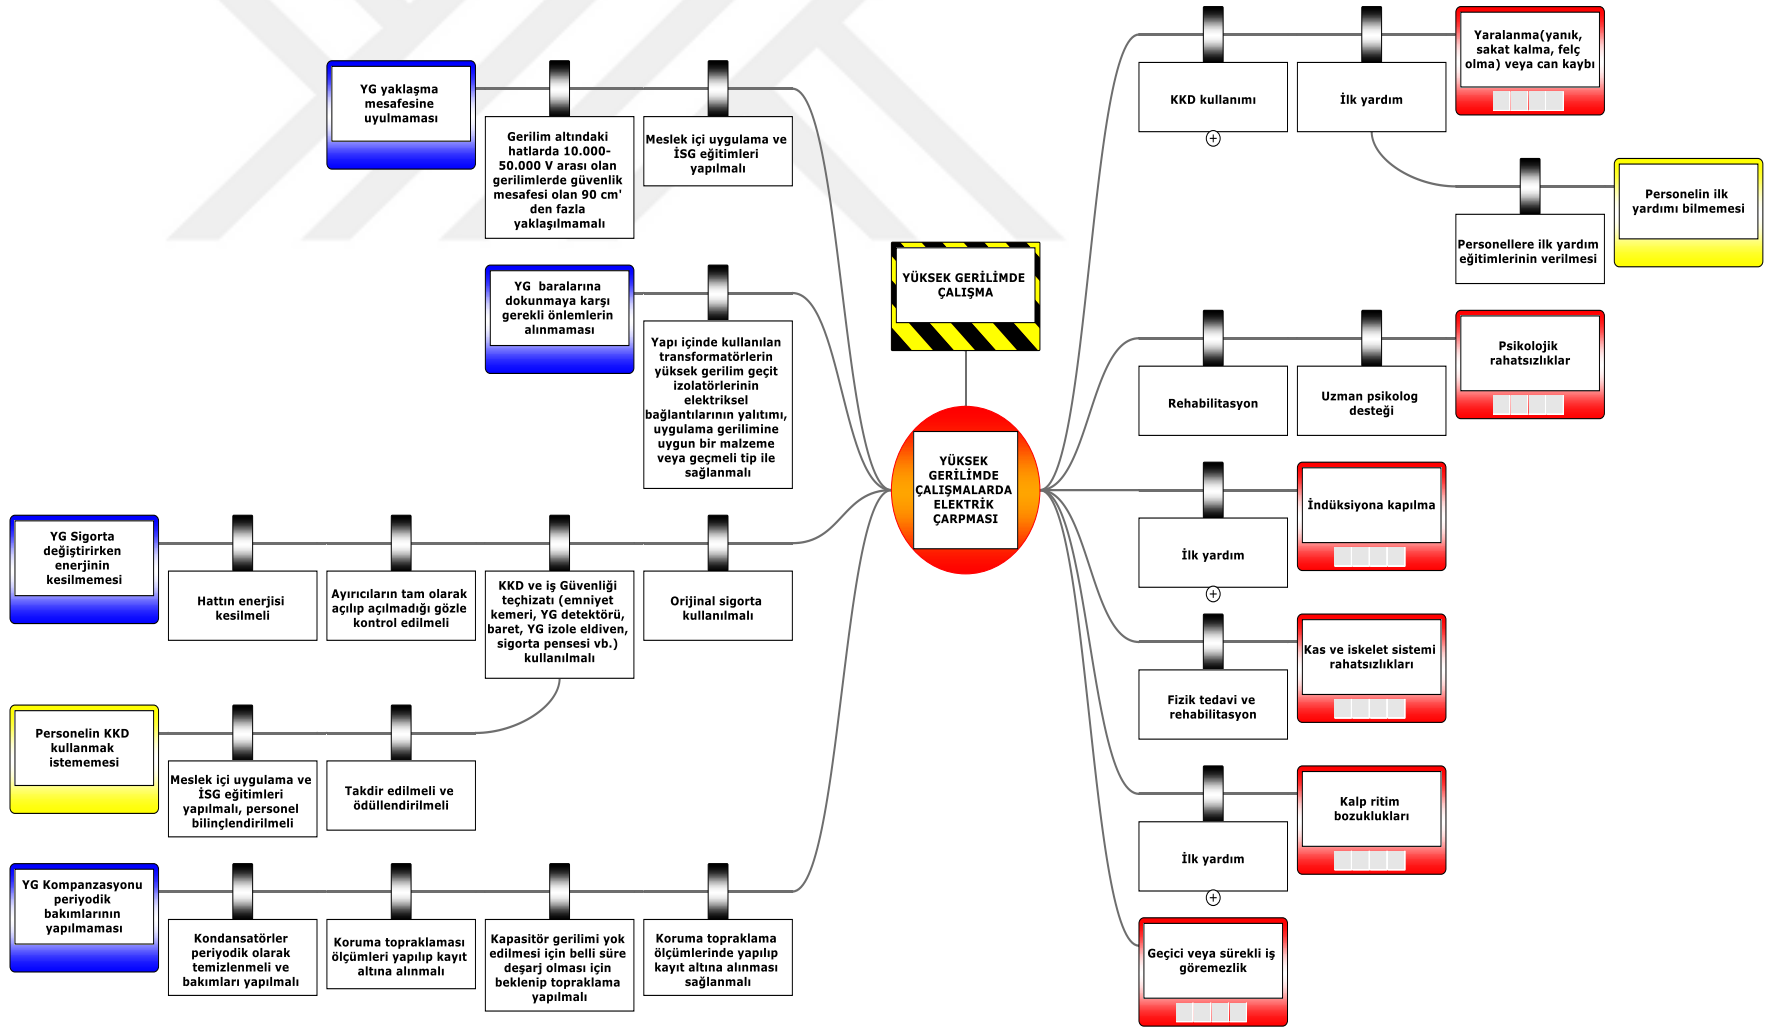 YG yaklaşma
mesafesine
uyulmaması
Gerilim altındaki
hatlarda 10.000-
50.000 V arası olan
gerilimlerde güvenlik
mesafesi olan 90 cm'
den fazla
yaklaşılmamalı
Meslek içi uygulama ve
İSG eğitimleri
yapılmalı
YG baralarına
dokunmaya karşı
gerekli önlemlerin
alınmaması
Yapı içinde kullanılan
transformatörlerin
yüksek gerilim geçit
izolatörlerinin
elektriksel
bağlantılarının yalıtımı,
uygulama gerilimine
uygun bir malzeme
veya geçmeli tip ile
sağlanmalı
YG Sigorta
değiştirirken
enerjinin
kesilmemesi
Hattın enerjisi
kesilmeli
Ayırıcıların tam olarak
açılıp açılmadığı gözle
kontrol edilmeli
KKD ve iş Güvenliği
teçhizatı (emniyet
kemeri, YG detektörü,
baret, YG izole eldiven,
sigorta pensesi vb.)
kullanılmalı
Orijinal sigorta
kullanılmalı
Personelin KKD
kullanmak
istememesi
Meslek içi uygulama ve
İSG eğitimleri
yapılmalı, personel
bilinçlendirilmeli
Takdir edilmeli ve
ödüllendirilmeli
YG Kompanzasyonu
periyodik
bakımlarının
yapılmaması
Kondansatörler
periyodik olarak
temizlenmeli ve
bakımları yapılmalı
Koruma topraklaması
ölçümleri yapılıp kayıt
altına alınmalı
Kapasitör gerilimi yok
edilmesi için belli süre
deşarj olması için
beklenip topraklama
yapılmalı
Koruma topraklama
ölçümlerinde yapılıp
kayıt altına alınması
sağlanmalı
YÜKSEK GERİLİMDE
ÇALIŞMA
YÜKSEK
GERİLİMDE
ÇALIŞMALARDA
ELEKTRİK
ÇARPMASI
KKD kullanımı
İlk yardım
Yaralanma(yanık,
sakat kalma, felç
olma) veya can kaybı
Personellere ilk yardım
eğitimlerinin verilmesi
Personelin ilk
yardımı bilmemesi
Rehabilitasyon
Uzman psikolog
desteği
Psikolojik
rahatsızlıklar
İlk yardım
İndüksiyona kapılma
Fizik tedavi ve
rehabilitasyon
Kas ve iskelet sistemi
rahatsızlıkları
İlk yardım
Kalp ritim
bozuklukları
Geçici veya sürekli iş
göremezlik